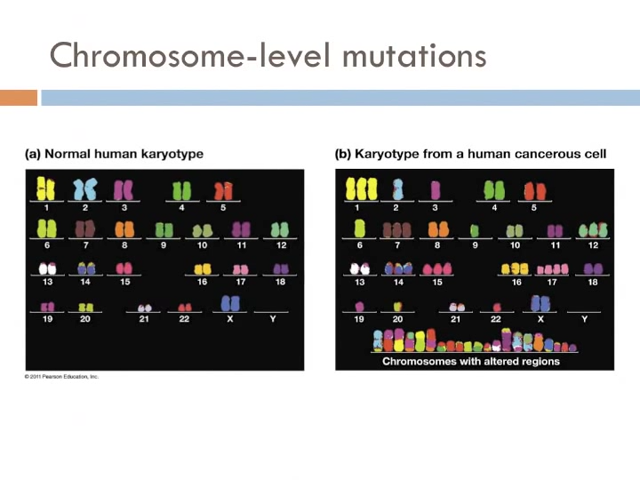 Chromosome-level mutations
(a) Normal human karyotype
1 2 3 4 5
6 7 8 9 10 11 12
13 14 15 16 17 18
19 20 21 22 X Y
© 2011 Pearson Education, Inc.
(b) Karyotype from a human cancerous cell
1 2 3 4 5
6 7 8 9 10 11 12
13 14 15 16 17 18
19 20 21 22 X Y
Chromosomes with altered regions